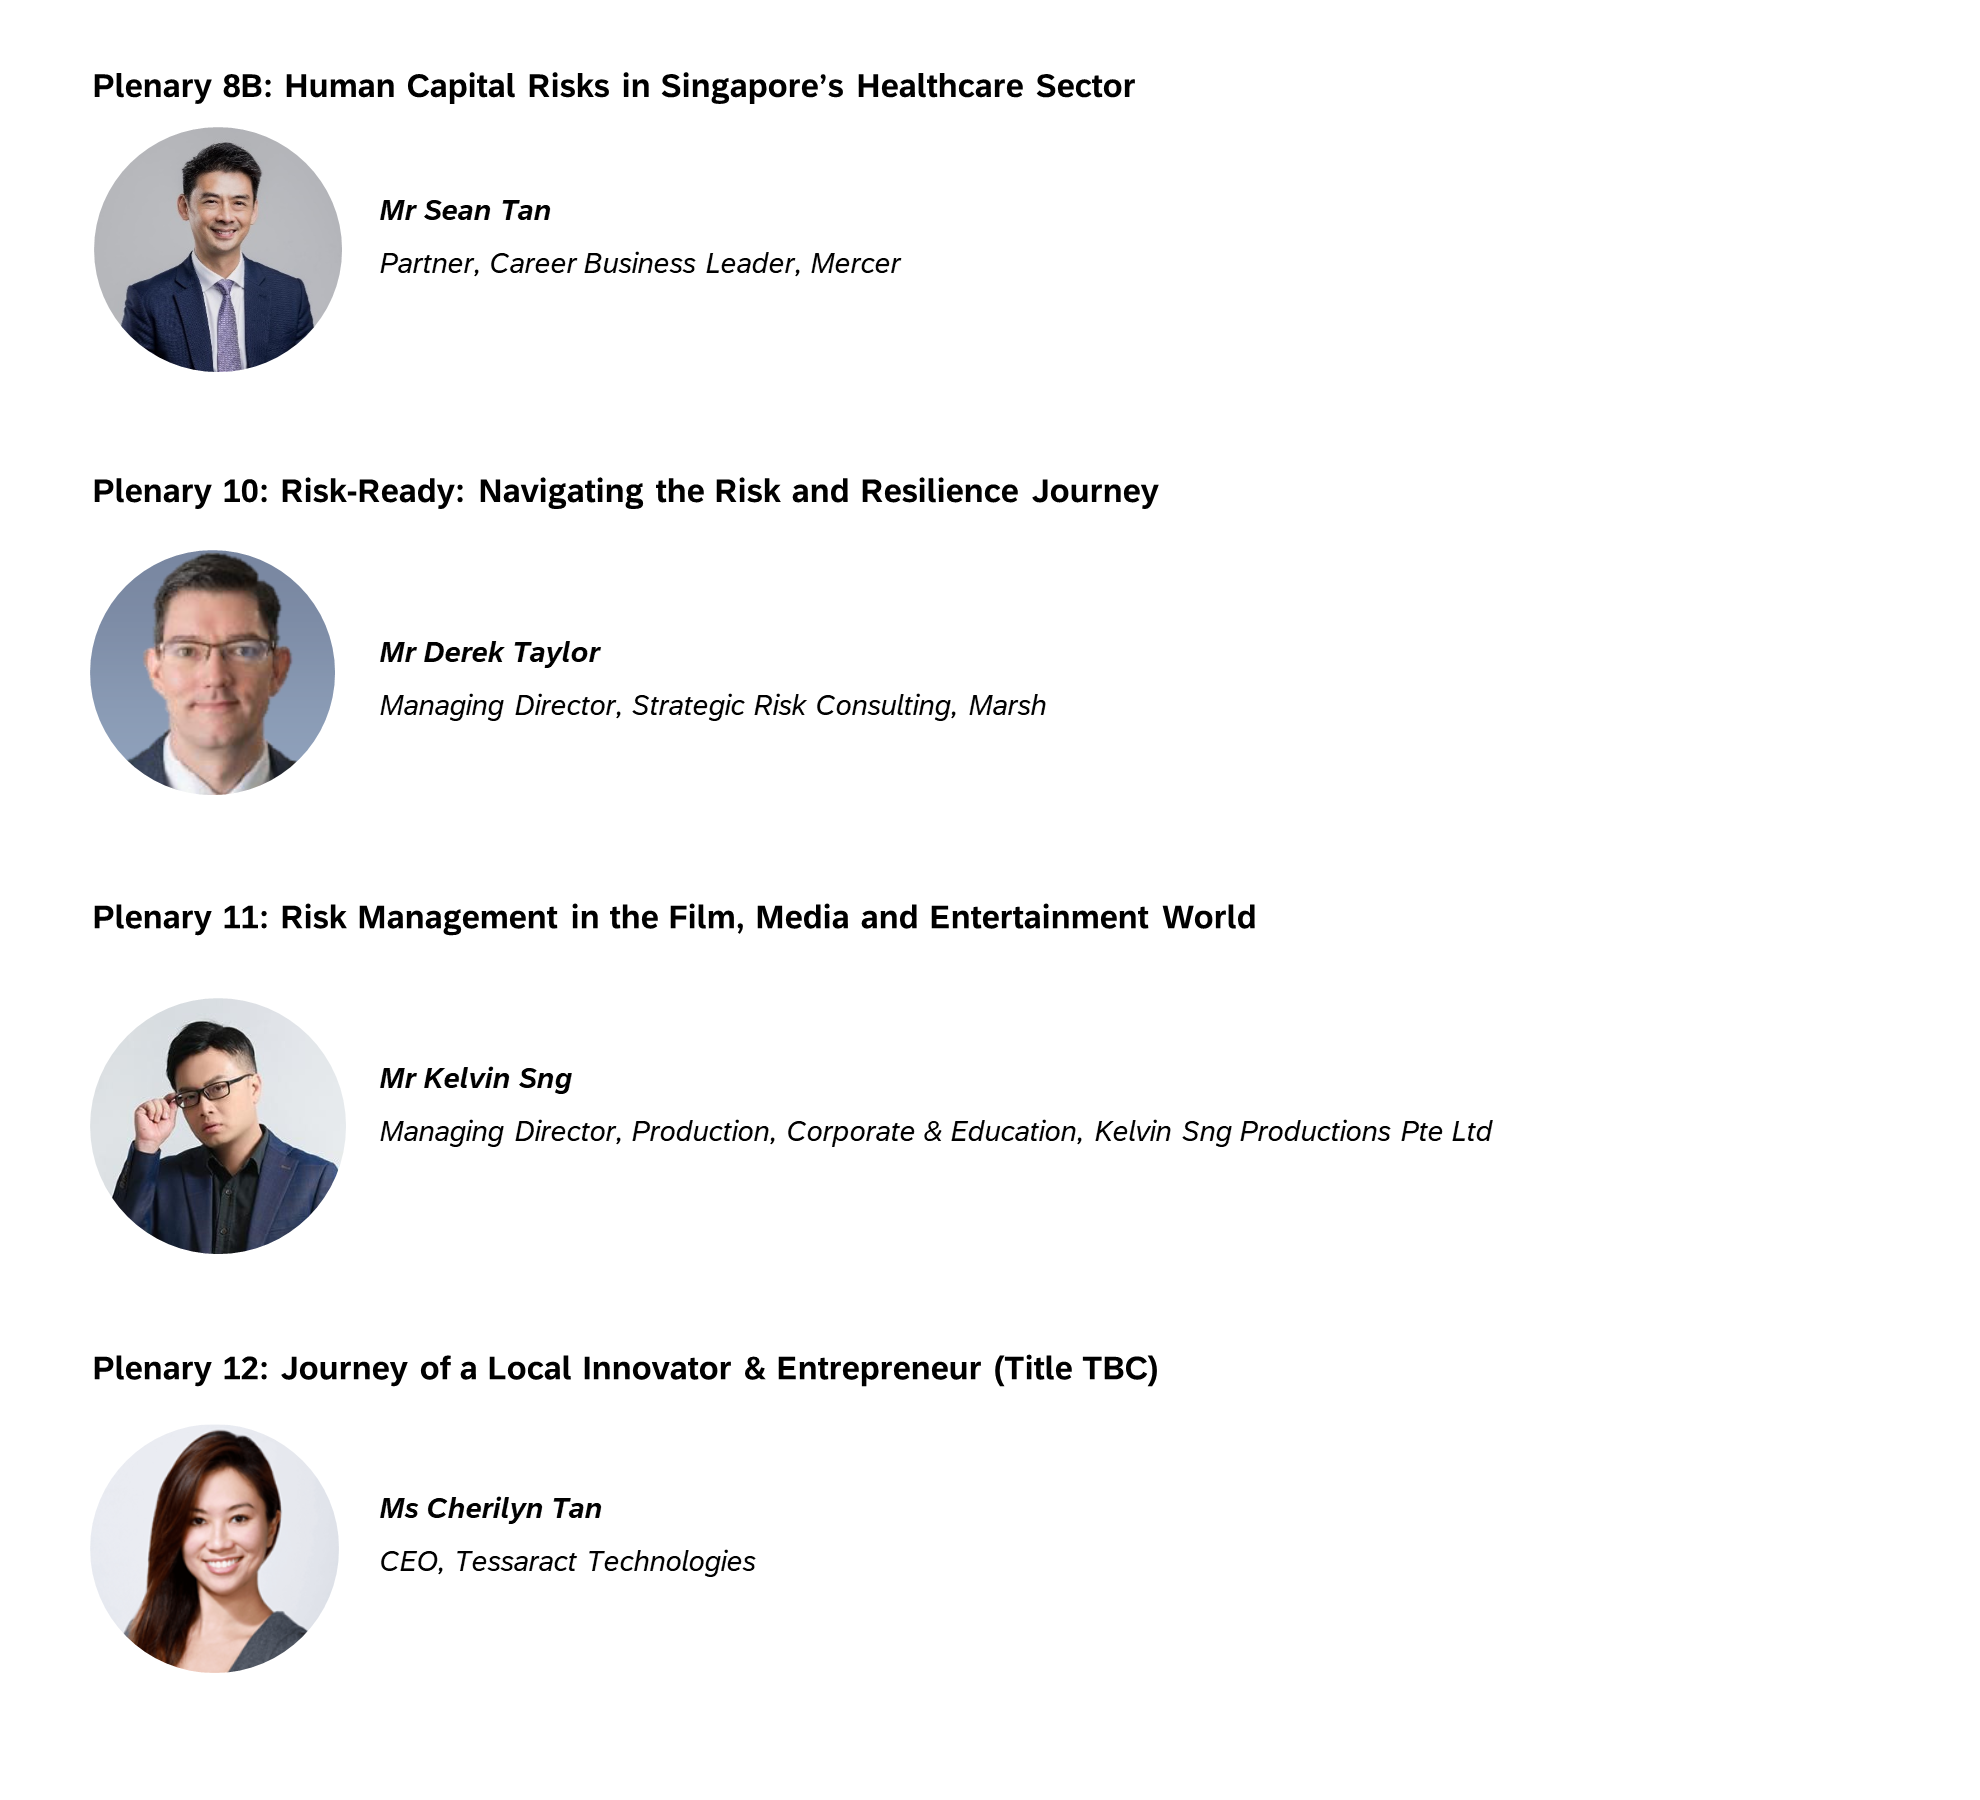 Plenary 8B: Human Capital Risks in Singapore’s Healthcare Sector
Mr Sean Tan
Partner, Career Business Leader, Mercer
Plenary 10: Risk-Ready: Navigating the Risk and Resilience Journey
Mr Derek Taylor
Managing Director, Strategic Risk Consulting, Marsh
Plenary 11: Risk Management in the Film, Media and Entertainment World
Mr Kelvin Sng
Managing Director, Production, Corporate & Education, Kelvin Sng Productions Pte Ltd
Plenary 12: Journey of a Local Innovator & Entrepreneur (Title TBC)
Ms Cherilyn Tan
CEO, Tessaract Technologies